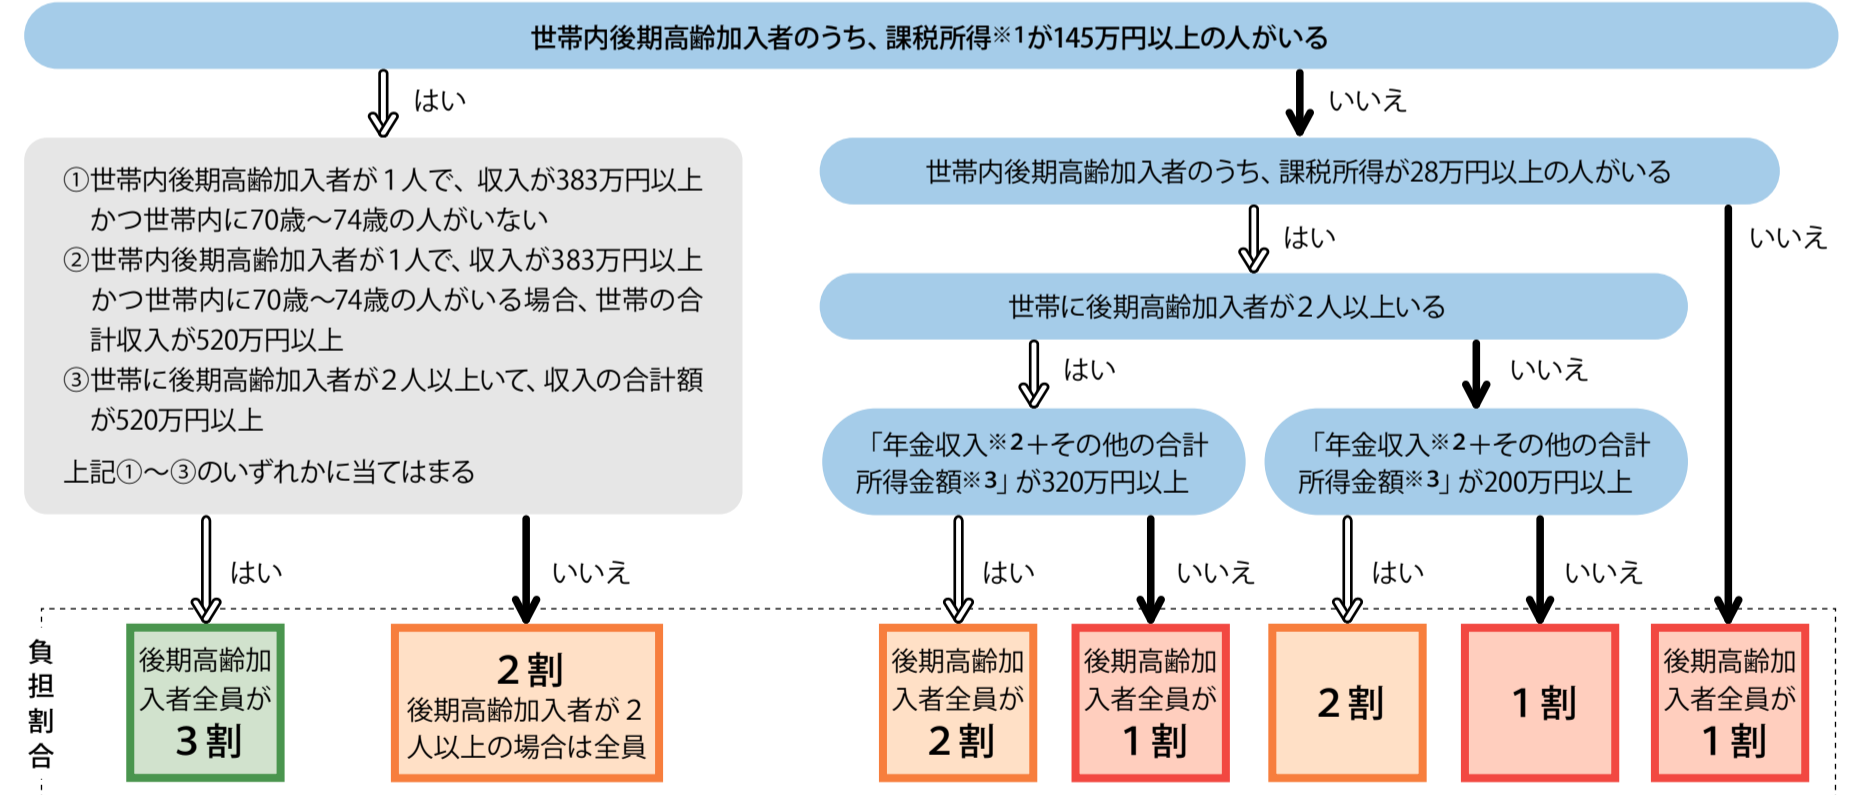 世帯内後期高齢加入者のうち、課税所得※1が145万円以上の人がいる
はい
いいえ
①世帯内後期高齢加入者が1人で、収入が383万円以上
かつ世帯内に70歳～74歳の人がいない
②世帯内後期高齢加入者が1人で、収入が383万円以上
かつ世帯内に70歳～74歳の人がいる場合、世帯の合
計収入が520万円以上
③世帯に後期高齢加入者が2人以上いて、収入の合計額
が520万円以上
上記①～③のいずれかに当てはまる
世帯内後期高齢加入者のうち、課税所得が28万円以上の人がいる
はい
いいえ
世帯に後期高齢加入者が2人以上いる
はい
いいえ
「年金収入※2＋その他の合計
所得金額※3」が320万円以上
「年金収入※2＋その他の合計
所得金額※3」が200万円以上
はい
いいえ
はい
いいえ
はい
いいえ
負担割合
後期高齢加
入者全員が
3割
2割
後期高齢加入者が2
人以上の場合は全員
後期高齢加
入者全員が
2割
後期高齢加
入者全員が
1割
2割
1割
後期高齢加
入者全員が
1割